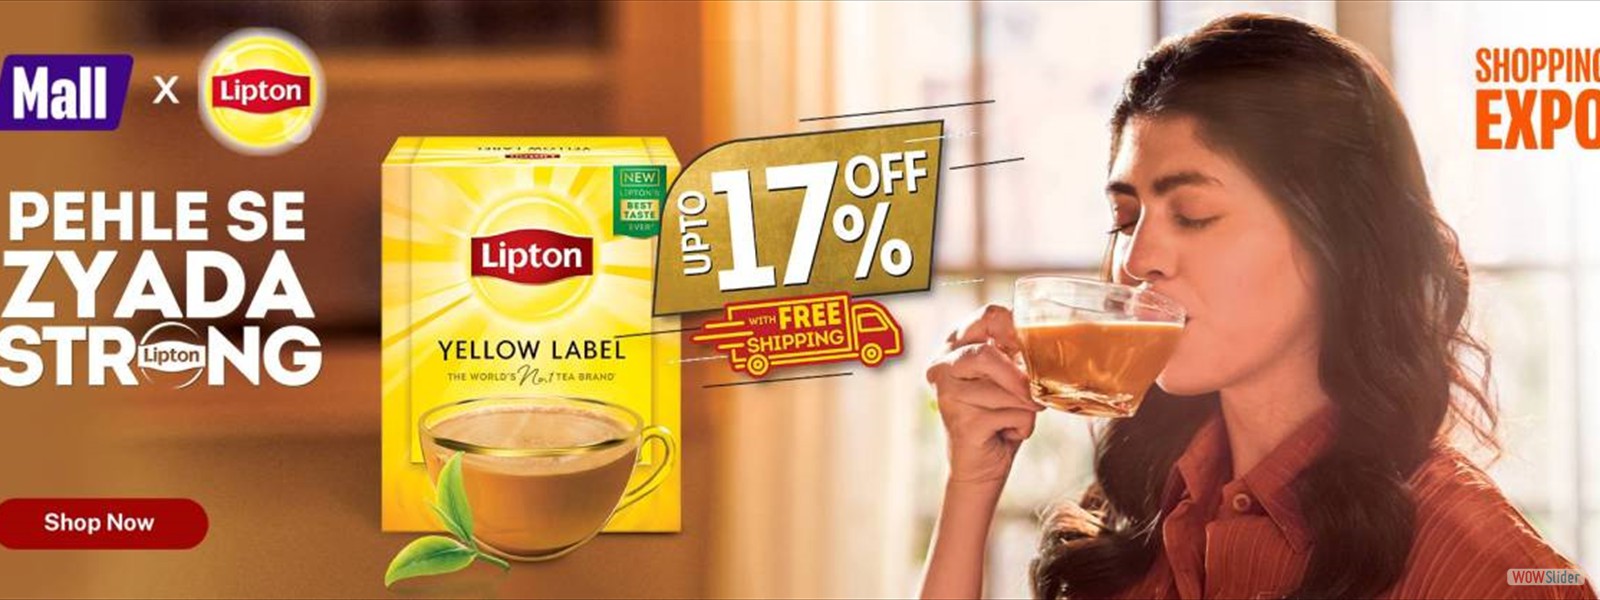 Mall
X
Lipton
PEHLE SE
ZYADA
STRONG
Lipton
Shop Now
NEW
LIPTON'S
BEST
TASTE
EVER
Lipton
YELLOW LABEL
THE WORLD'S No.1 TEA BRAND
UPTO
17%
OFF
WITH FREE
SHIPPING
SHOPPING
EXPO
WOWSlider